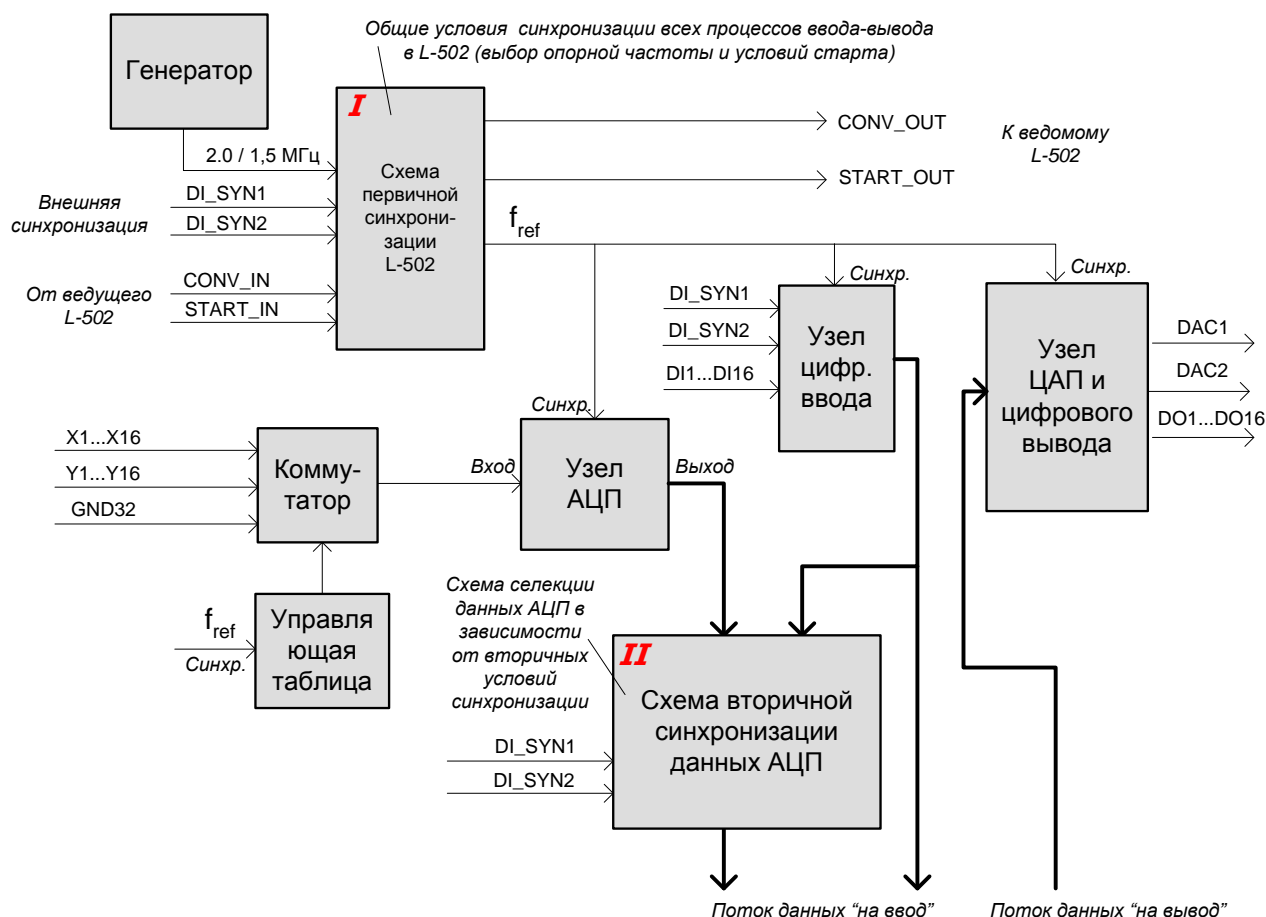 Общие условия  синхронизации всех процессов ввода-вывода
в L-502 (выбор опорной частоты и условий старта)
Генератор
I
2.0 / 1,5 МГц
Схема
первичной
синхрони-
зации
L-502
CONV_OUT
START_OUT
К ведомому
L-502
Внешняя
синхронизация
DI_SYN1
DI_SYN2
От ведущего
L-502
CONV_IN
START_IN
f_ref
Синхр.
Синхр.
DI_SYN1
DI_SYN2
DI1...DI16
Узел
цифр.
ввода
Узел
ЦАП и
цифрового
вывода
DAC1
DAC2
DO1...DO16
Синхр.
X1...X16
Y1...Y16
GND32
Комму-
татор
Вход
Узел
АЦП
Выход
f_ref
Синхр.
Управля
ющая
таблица
Схема селекции
данных АЦП в
зависимости
от вторичных
условий
синхронизации
II
Схема вторичной
синхронизации
данных АЦП
DI_SYN1
DI_SYN2
Поток данных “на ввод”
Поток данных “на вывод”